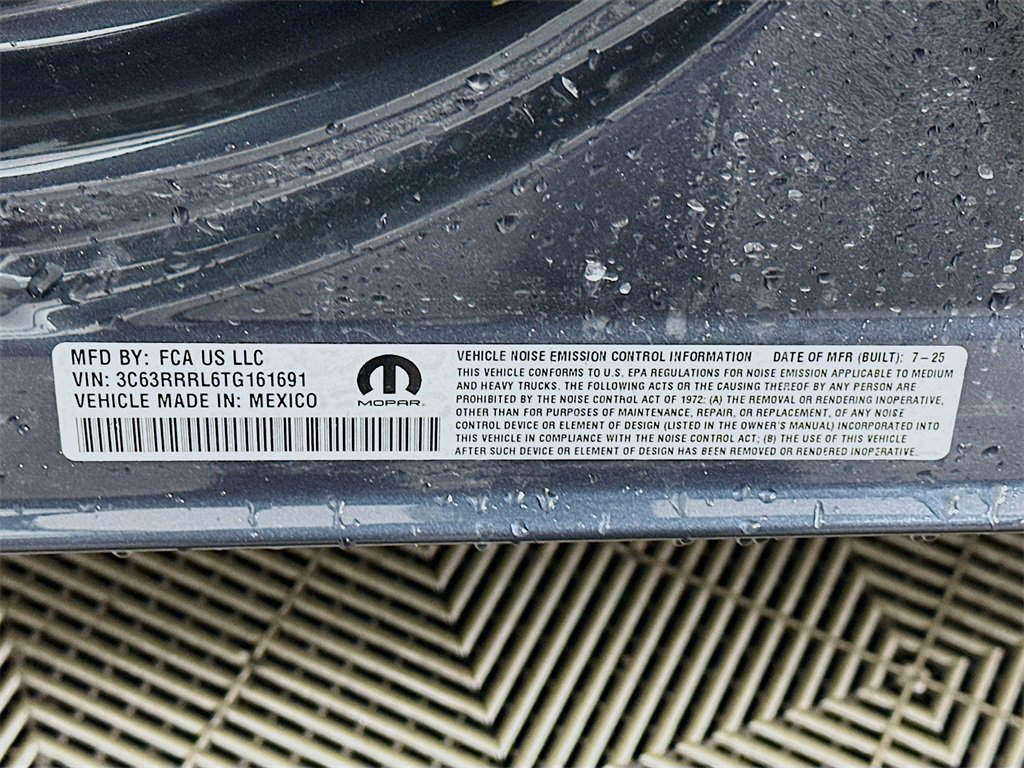 MFD BY: FCA US LLC
VIN: 3C63RRRL6TG161691
VEHICLE MADE IN: MEXICO
MOPAR
VEHICLE NOISE EMISSION CONTROL INFORMATION DATE OF MFR (BUILT): 7-25
THIS VEHICLE CONFORMS TO U.S. EPA REGULATIONS FOR NOISE EMISSION APPLICABLE TO MEDIUM
AND HEAVY TRUCKS. THE FOLLOWING ACTS OR THE CAUSING THEREOF BY ANY PERSON ARE
PROHIBITED BY THE NOISE CONTROL ACT OF 1972: (A) THE REMOVAL OR RENDERING INOPERATIVE,
OTHER THAN FOR PURPOSES OF MAINTENANCE, REPAIR, OR REPLACEMENT, OF ANY NOISE
CONTROL DEVICE OR ELEMENT OF DESIGN (LISTED IN THE OWNER'S MANUAL) INCORPORATED INTO
THIS VEHICLE IN COMPLIANCE WITH THE NOISE CONTROL ACT; (B) THE USE OF THIS VEHICLE
AFTER SUCH DEVICE OR ELEMENT OF DESIGN HAS BEEN REMOVED OR RENDERED INOPERATIVE.